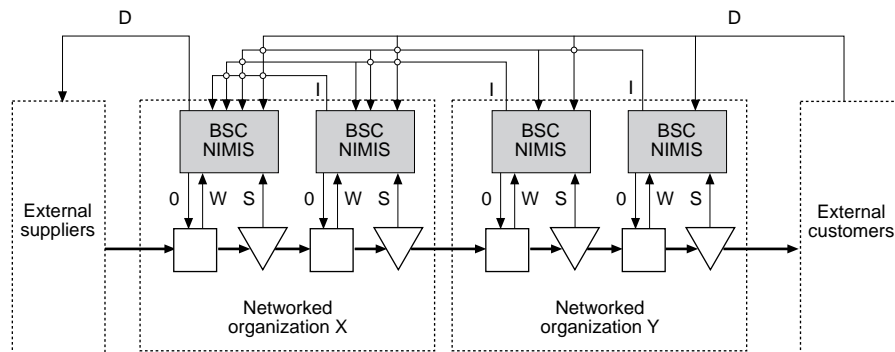 D
D
I
I
I
BSC
NIMIS
BSC
NIMIS
BSC
NIMIS
BSC
NIMIS
0
W
S
0
W
S
0
W
S
0
W
S
External
suppliers
External
customers
Networked
organization X
Networked
organization Y